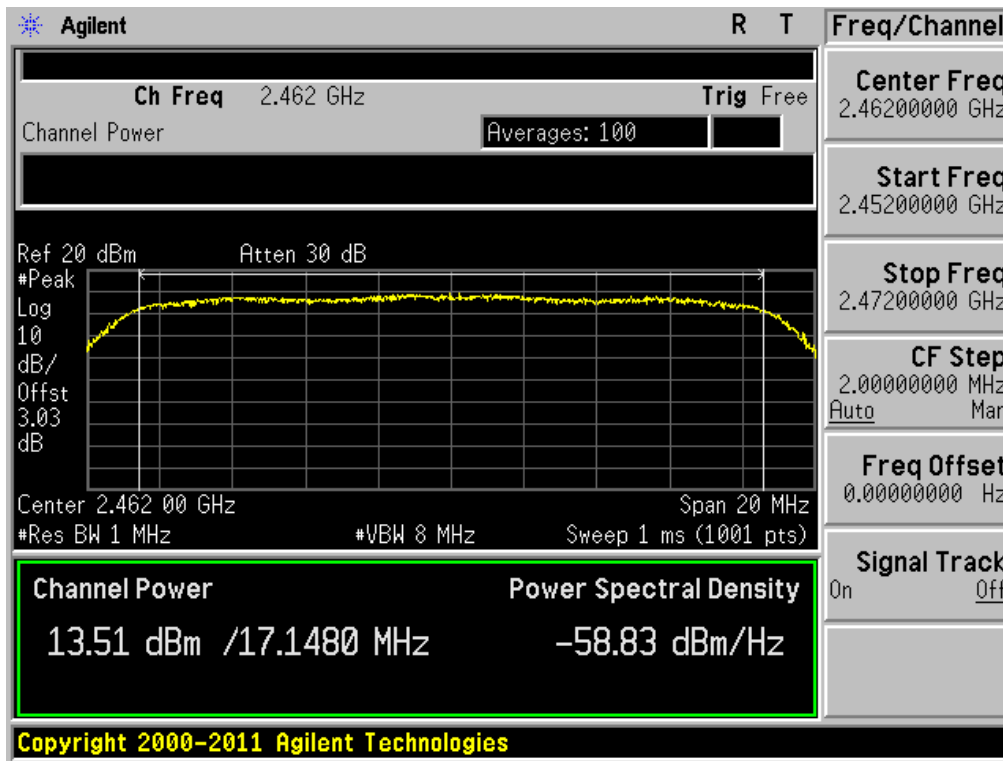 Agilent R T Freq/Channel
Ch Freq 2.462 GHz Trig Free
Channel Power Averages: 100
Center Freq
2.46200000 GHz
Start Freq
2.45200000 GHz
Ref 20 dBm Atten 30 dB
#Peak
Log
10
dB/
Offst
3.03
dB
Stop Freq
2.47200000 GHz
CF Step
2.00000000 MHz
Auto Man
Center 2.462 00 GHz Span 20 MHz
#Res BW 1 MHz #VBW 8 MHz Sweep 1 ms (1001 pts)
Freq Offset
0.00000000 Hz
Signal Track
On Off
Channel Power Power Spectral Density
13.51 dBm /17.1480 MHz -58.83 dBm/Hz
Copyright 2000-2011 Agilent Technologies